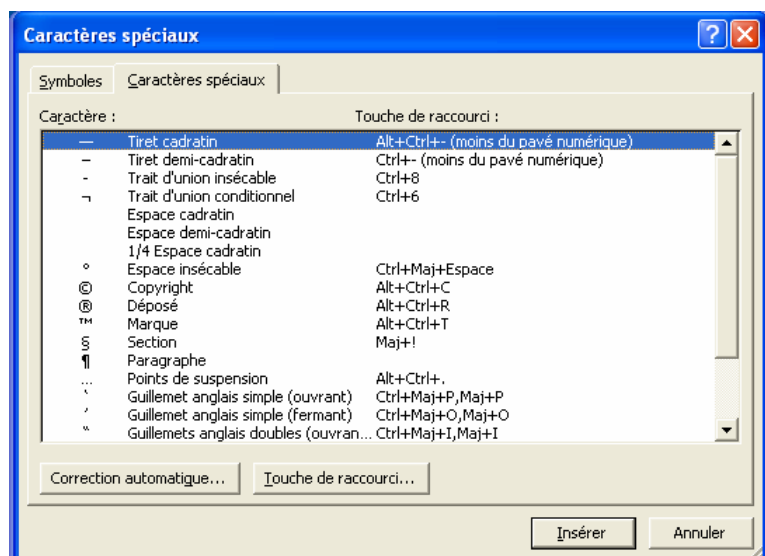 Caractères spéciaux
Symboles Caractères spéciaux
Caractère : Touche de raccourci :
— Tiret cadratin Alt+Ctrl+- (moins du pavé numérique)
– Tiret demi-cadratin Ctrl+- (moins du pavé numérique)
- Trait d'union insécable Ctrl+8
¬ Trait d'union conditionnel Ctrl+6
Espace cadratin
Espace demi-cadratin
1/4 Espace cadratin
° Espace insécable Ctrl+Maj+Espace
© Copyright Alt+Ctrl+C
® Déposé Alt+Ctrl+R
™ Marque Alt+Ctrl+T
§ Section Maj+!
¶ Paragraphe
… Points de suspension Alt+Ctrl+.
‘ Guillemet anglais simple (ouvrant) Ctrl+Maj+P,Maj+P
’ Guillemet anglais simple (fermant) Ctrl+Maj+O,Maj+O
“ Guillemets anglais doubles (ouvran... Ctrl+Maj+I,Maj+I
Correction automatique... Touche de raccourci...
Insérer Annuler